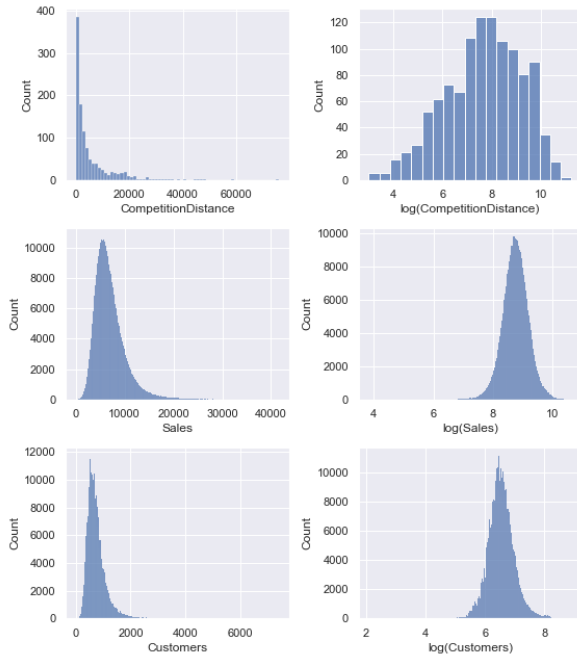 400
300
200
100
0
Count
0 20000 40000 60000
CompetitionDistance
120
100
80
60
40
20
0
Count
4 6 8 10
log(CompetitionDistance)
10000
8000
6000
4000
2000
0
Count
0 10000 20000 30000 40000
Sales
10000
8000
6000
4000
2000
0
Count
4 6 8 10
log(Sales)
12000
10000
8000
6000
4000
2000
0
Count
0 2000 4000 6000
Customers
10000
8000
6000
4000
2000
0
Count
2 4 6 8
log(Customers)